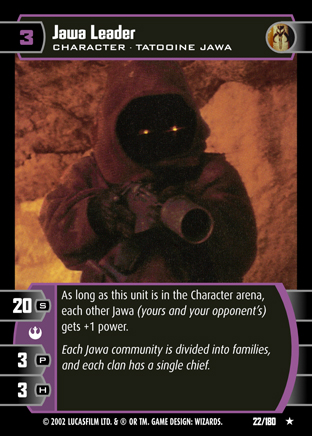 3
Jawa Leader
CHARACTER · TATOOINE JAWA
20 S
As long as this unit is in the Character arena,
each other Jawa (yours and your opponent's)
gets +1 power.
3 P
Each Jawa community is divided into families,
and each clan has a single chief.
3 H
© 2002 LUCASFILM LTD. & ® OR TM. GAME DESIGN: WIZARDS.
22/180 ★